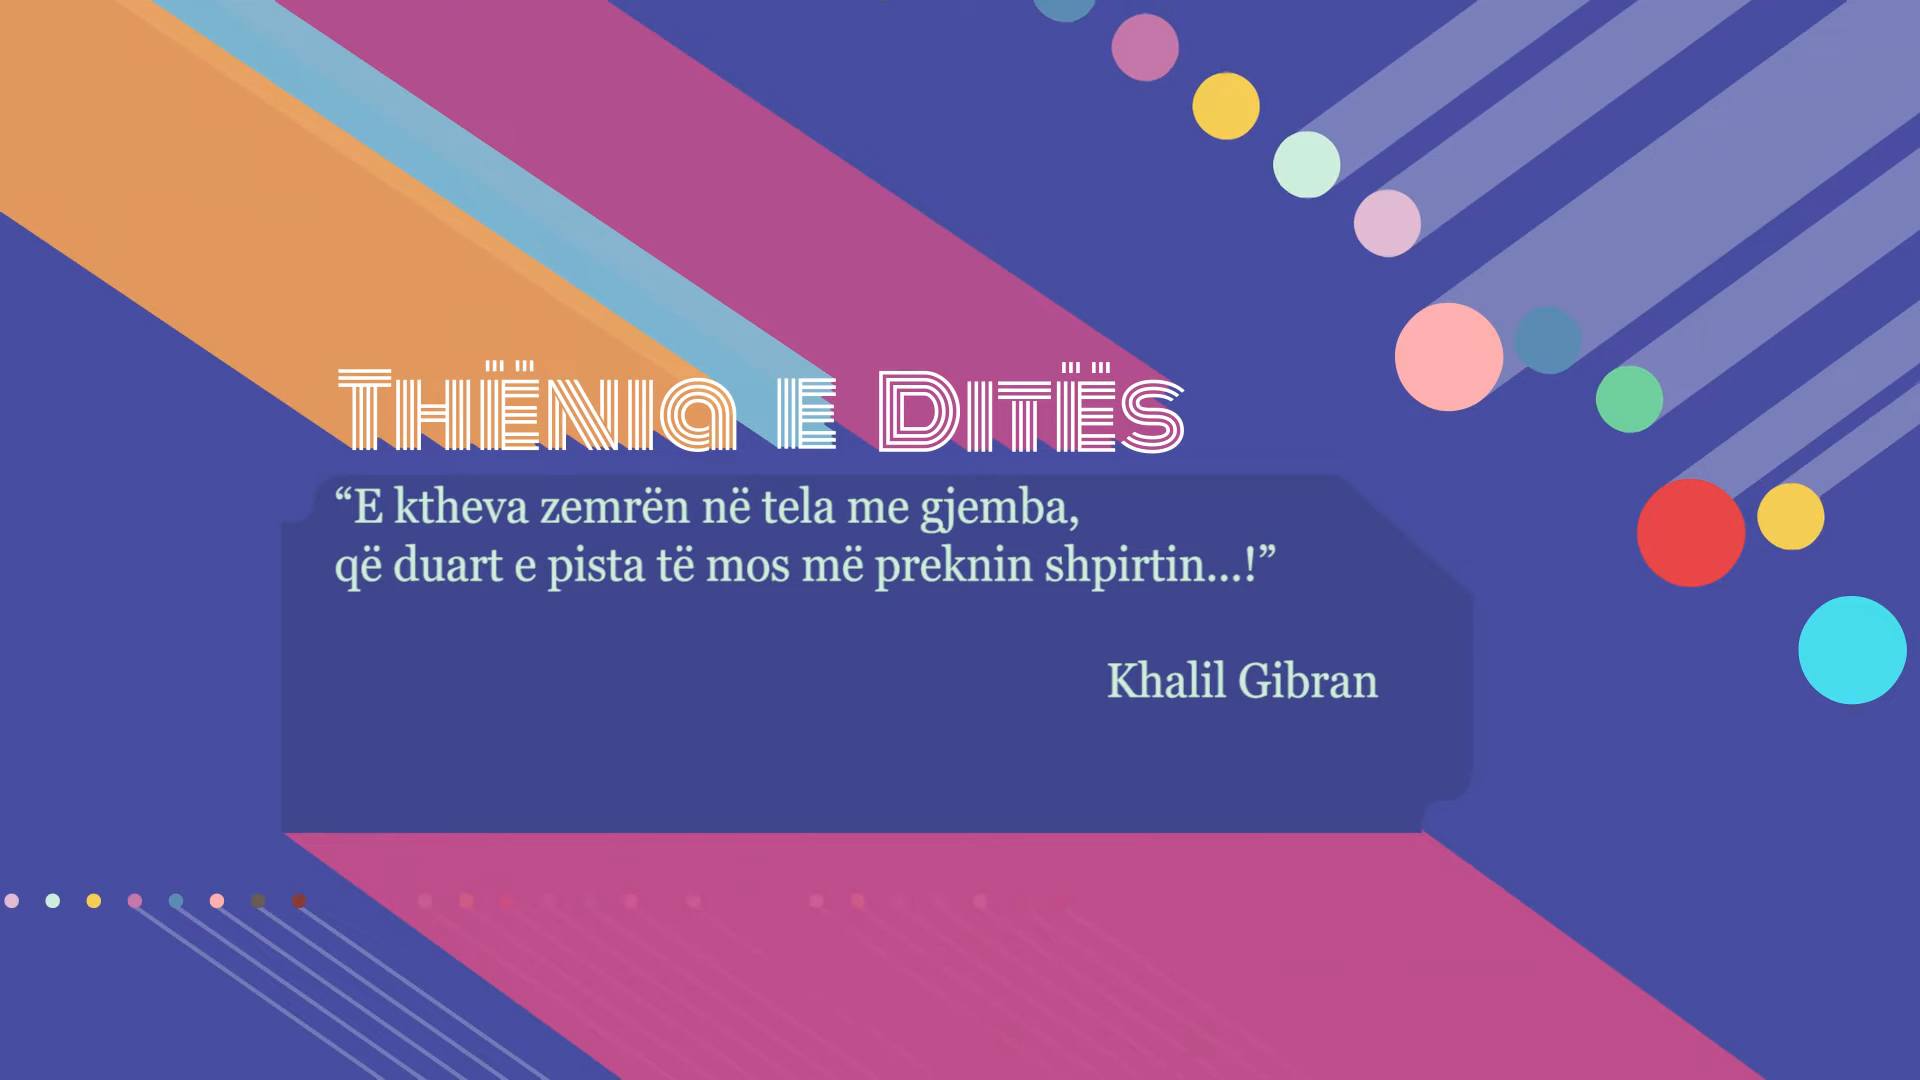 Thënia e Ditës
“E ktheva zemrën në tela me gjemba,
që duart e pista të mos më preknin shpirtin...!”
Khalil Gibran